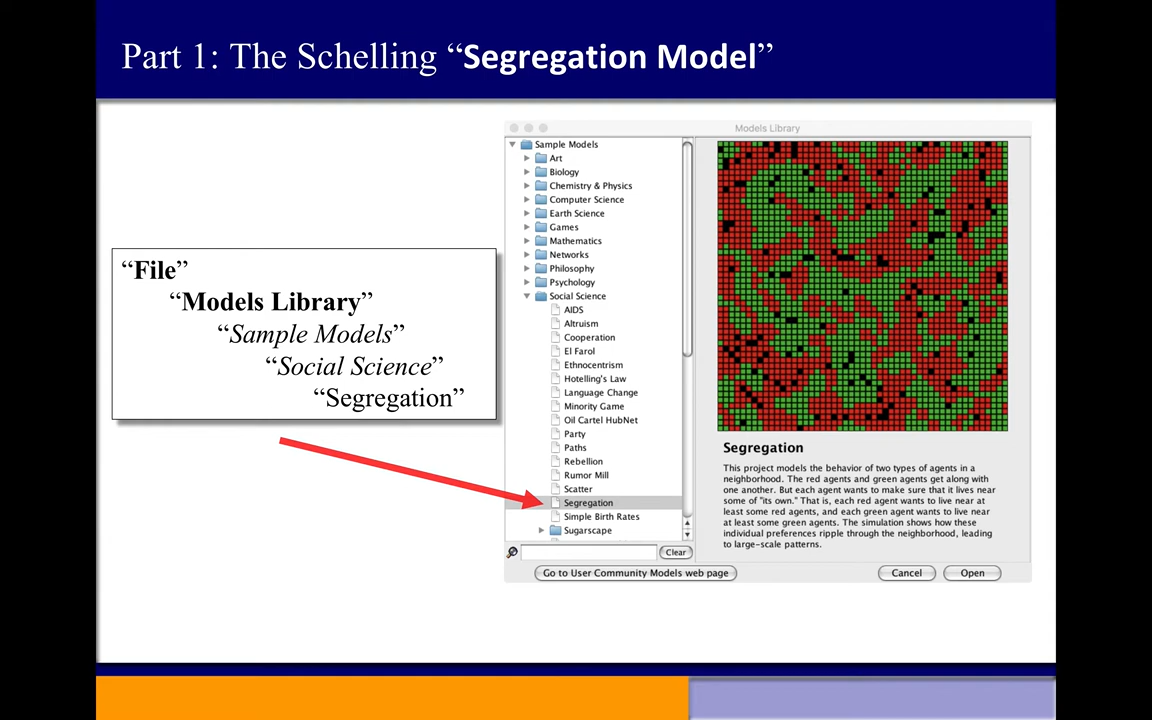 Part 1: The Schelling “Segregation Model”
“File”
“Models Library”
“Sample Models”
“Social Science”
“Segregation”
Models Library
Sample Models
Art
Biology
Chemistry & Physics
Computer Science
Earth Science
Games
Mathematics
Networks
Philosophy
Psychology
Social Science
AIDS
Altruism
Cooperation
El Farol
Ethnocentrism
Hotelling's Law
Language Change
Minority Game
Oil Cartel HubNet
Party
Paths
Rebellion
Rumor Mill
Scatter
Segregation
Simple Birth Rates
Sugarscape
Clear
Go to User Community Models web page
Segregation
This project models the behavior of two types of agents in a
neighborhood. The red agents and green agents get along with
one another. But each agent wants to make sure that it lives near
some of "its own." That is, each red agent wants to live near at
least some red agents, and each green agent wants to live near
at least some green agents. The simulation shows how these
individual preferences ripple through the neighborhood, leading
to large-scale patterns.
Cancel
Open